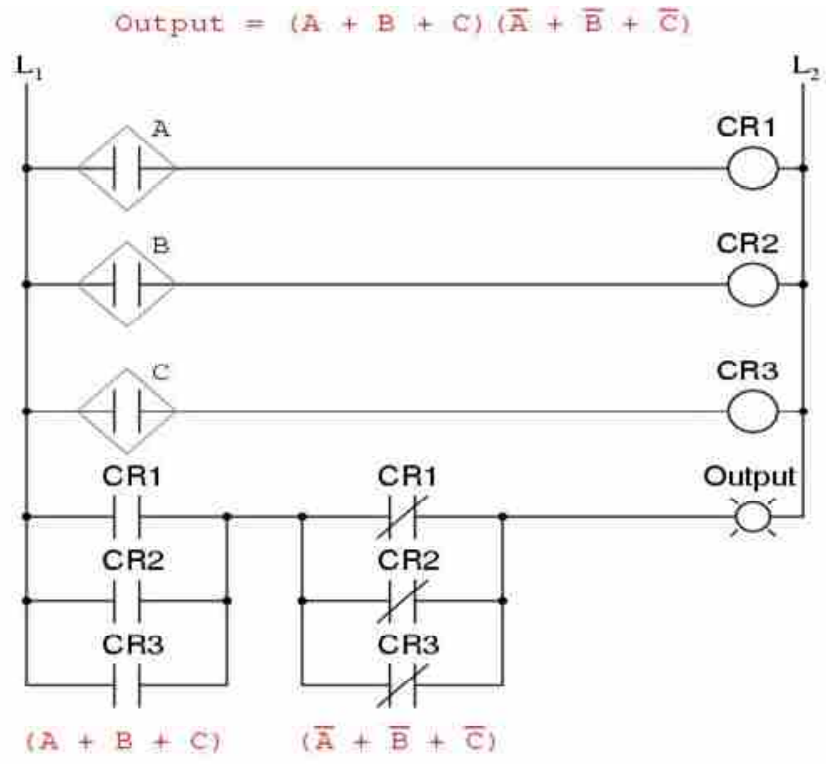 Output = (A + B + C)(A̅ + B̅ + C̅)
L₁ L₂
A CR1
B CR2
C CR3
CR1 CR1 Output
CR2 CR2
CR3 CR3
(A + B + C) (A̅ + B̅ + C̅)